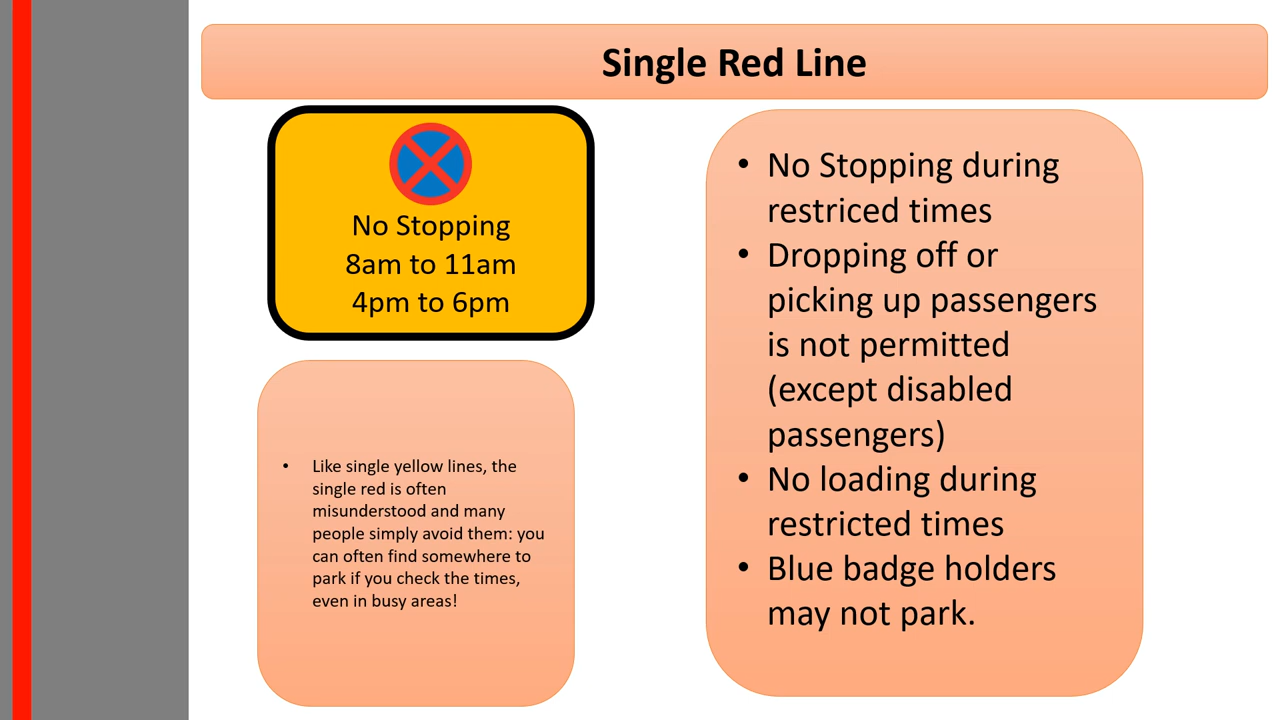 Single Red Line
No Stopping
8am to 11am
4pm to 6pm
• Like single yellow lines, the
single red is often
misunderstood and many
people simply avoid them: you
can often find somewhere to
park if you check the times,
even in busy areas!
• No Stopping during
restriced times
• Dropping off or
picking up passengers
is not permitted
(except disabled
passengers)
• No loading during
restricted times
• Blue badge holders
may not park.